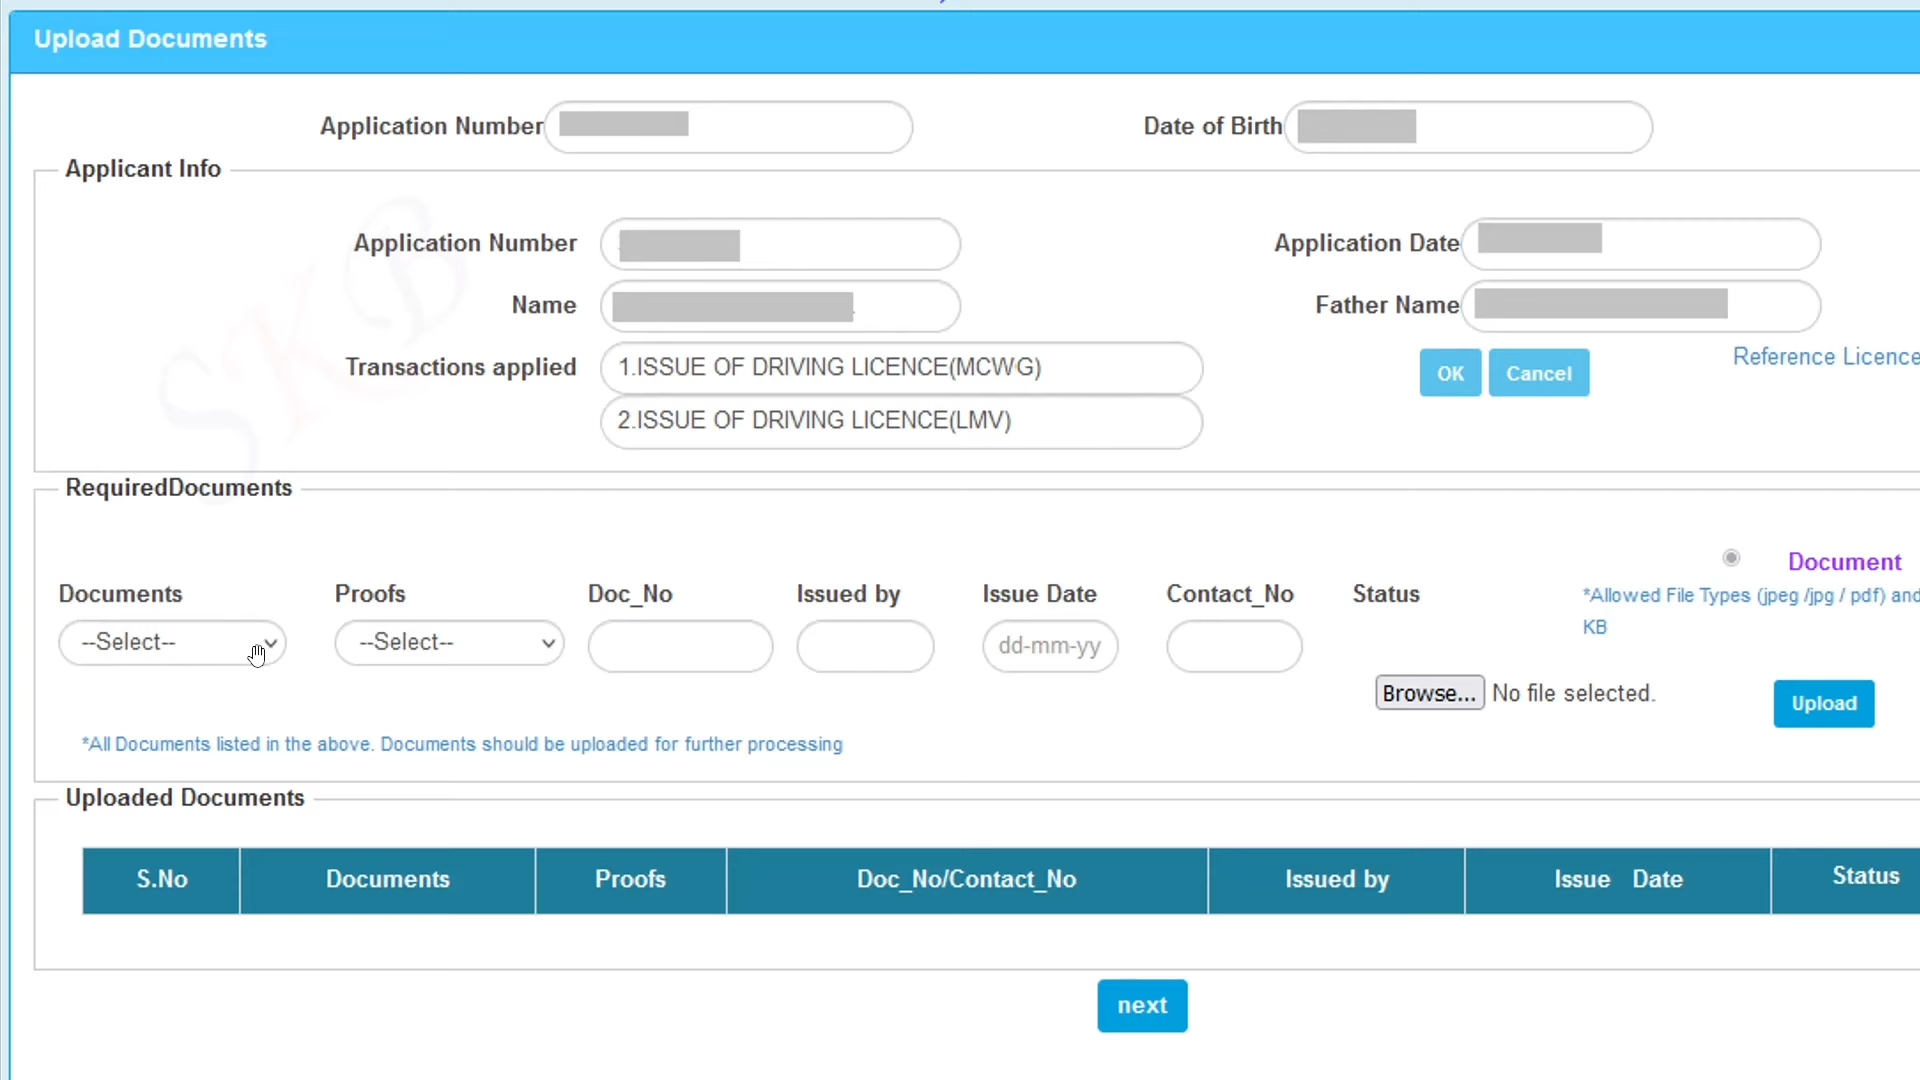 Upload Documents
Application Number
Date of Birth
Applicant Info
Application Number
Application Date
Name
Father Name
Transactions applied
1.ISSUE OF DRIVING LICENCE(MCWG)
OK
Cancel
Reference Licence
2.ISSUE OF DRIVING LICENCE(LMV)
SKB
RequiredDocuments
Document
Documents
Proofs
Doc_No
Issued by
Issue Date
Contact_No
Status
*Allowed File Types (jpeg /jpg / pdf) and
KB
--Select--
--Select--
dd-mm-yy
Browse...
No file selected.
Upload
*All Documents listed in the above. Documents should be uploaded for further processing
Uploaded Documents
S.No
Documents
Proofs
Doc_No/Contact_No
Issued by
Issue Date
Status
next